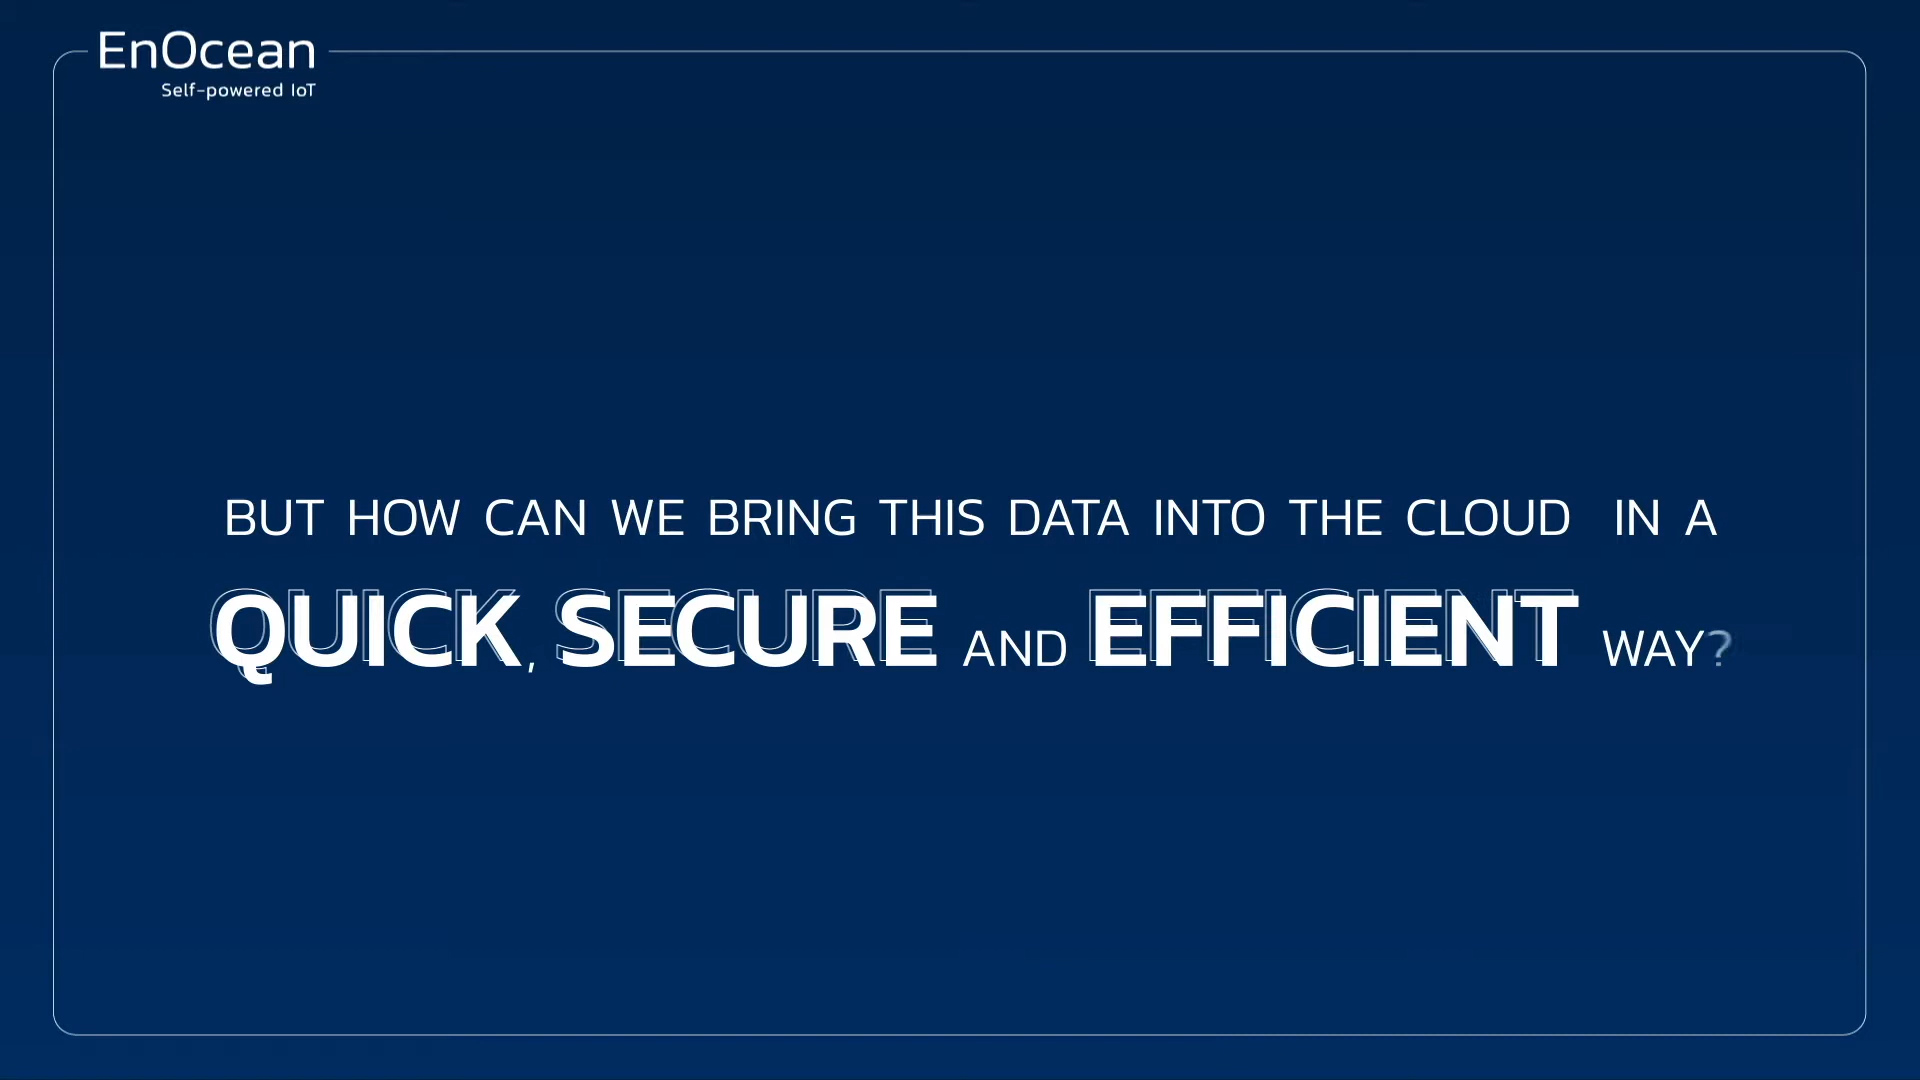 EnOcean
Self-powered IoT
BUT HOW CAN WE BRING THIS DATA INTO THE CLOUD IN A
QUICK, SECURE AND EFFICIENT WAY?